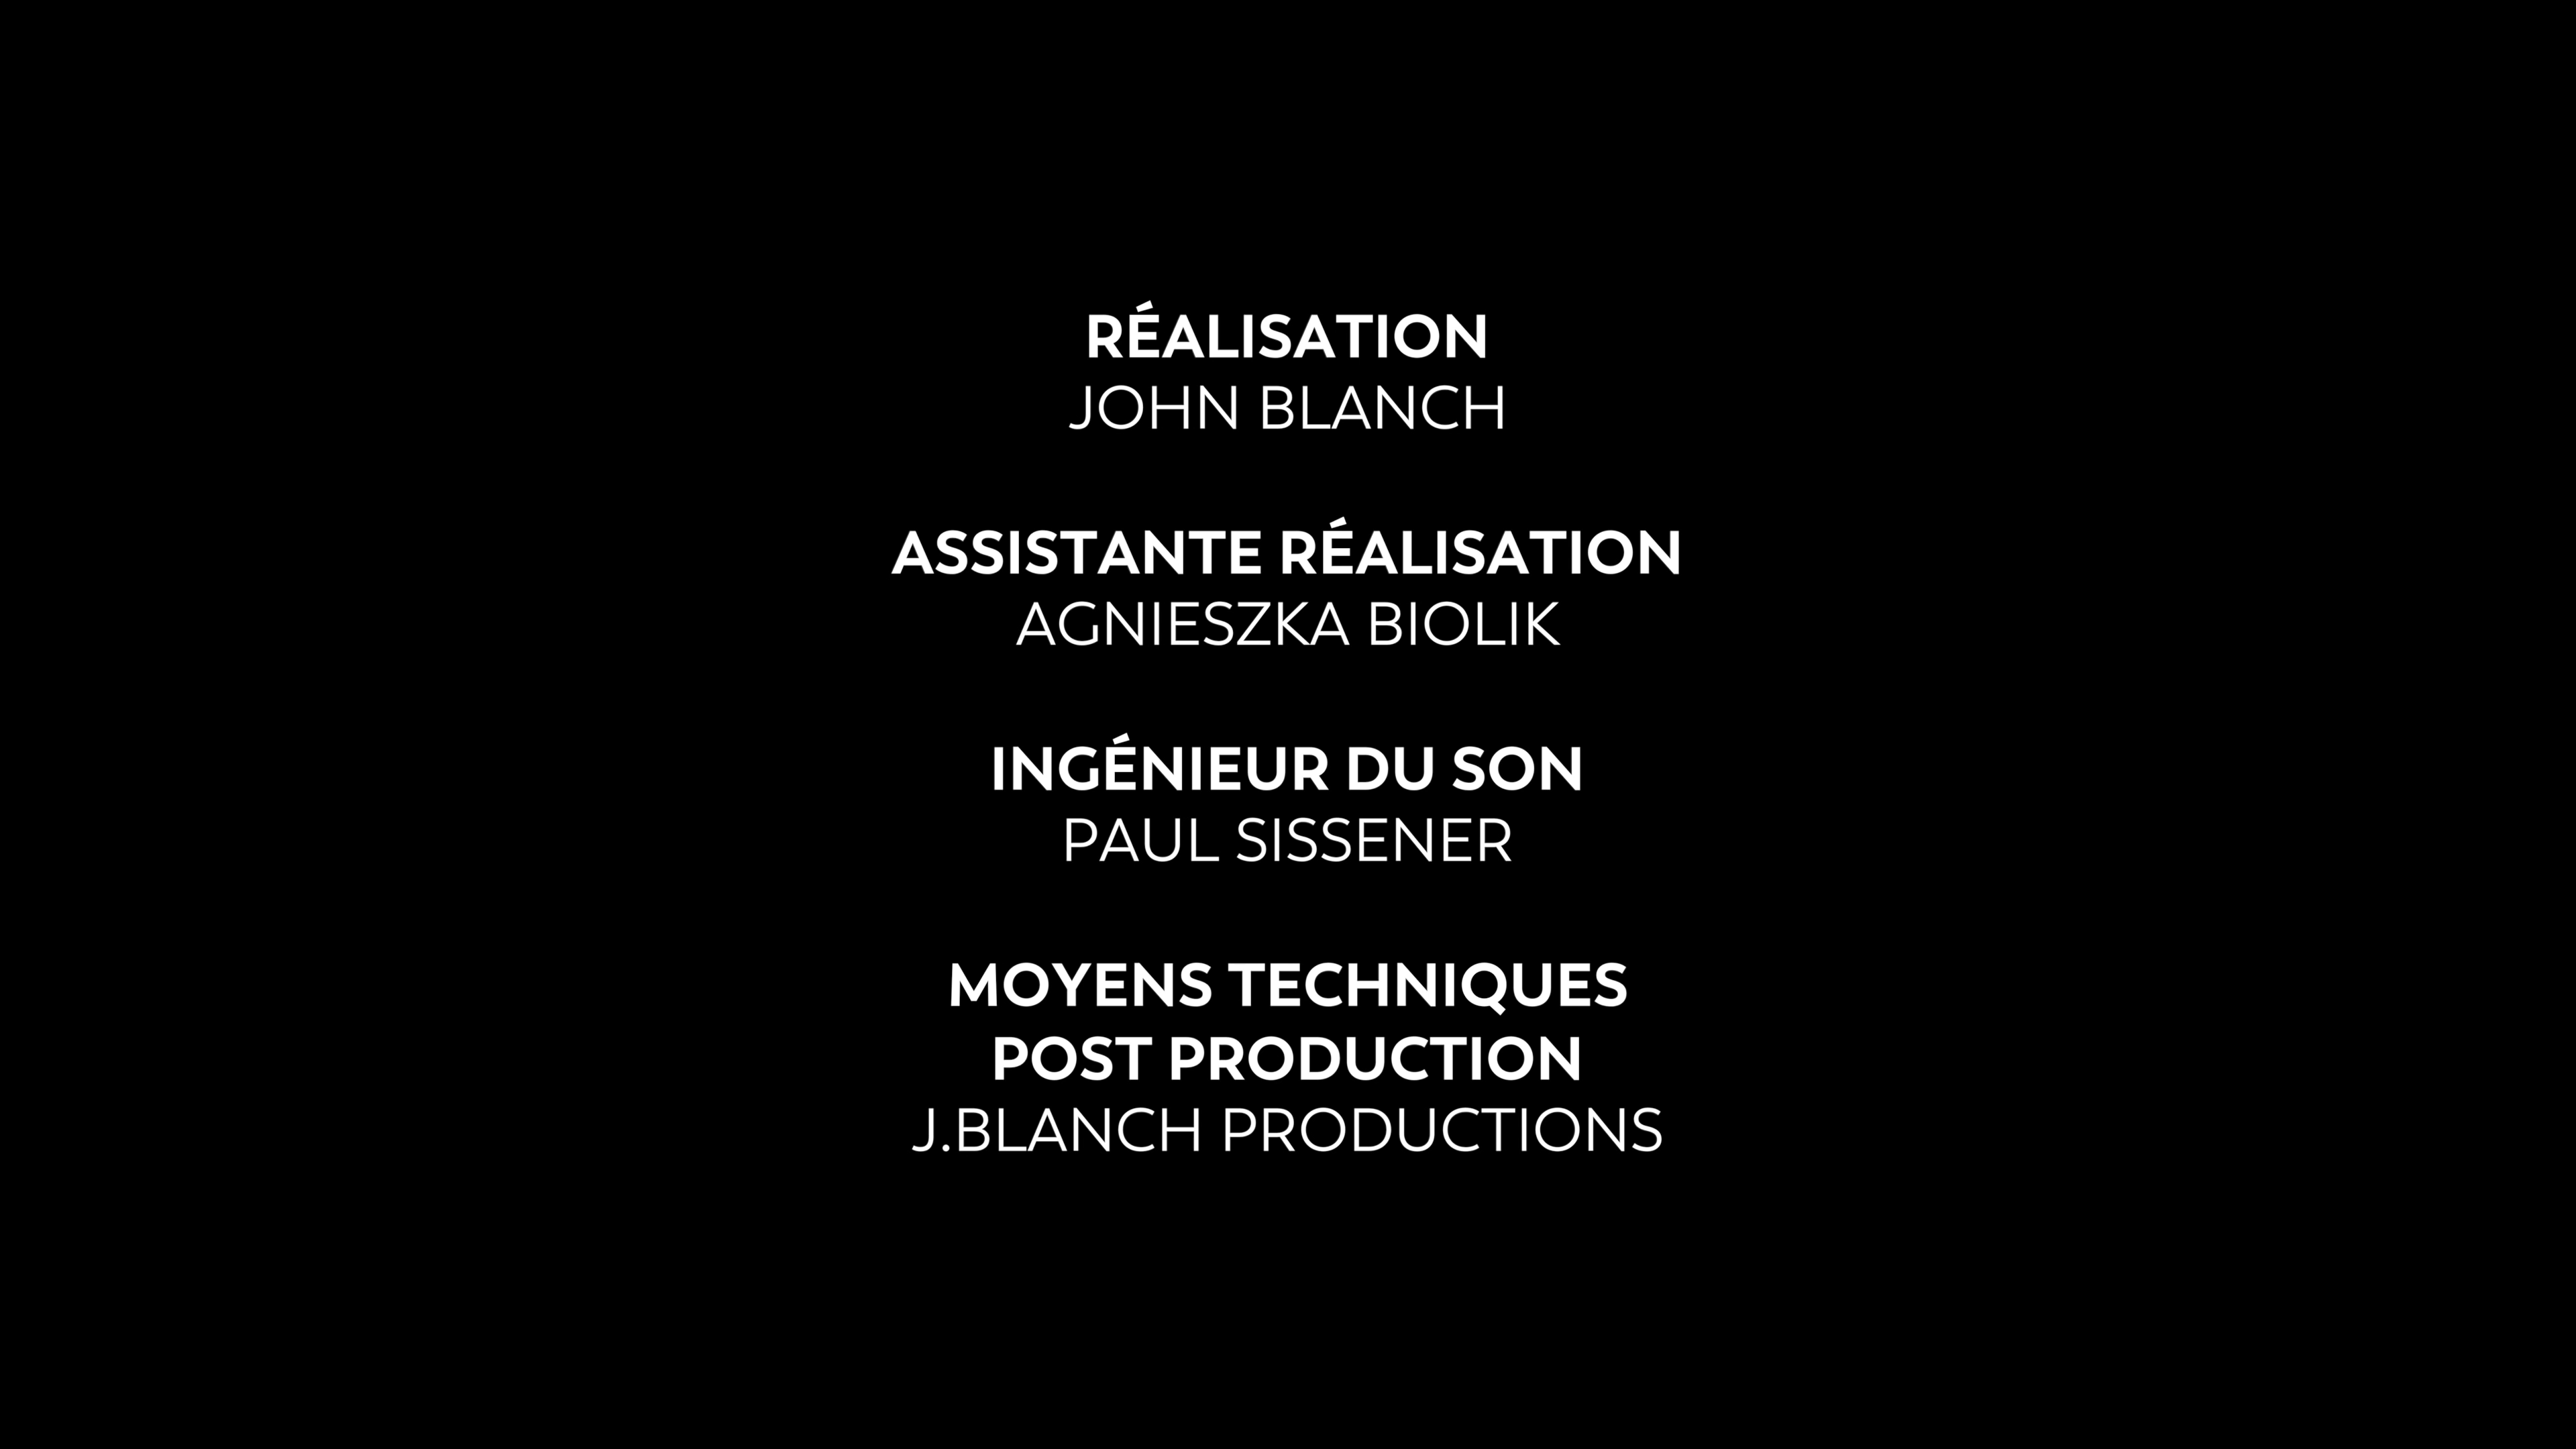 RÉALISATION
JOHN BLANCH
ASSISTANTE RÉALISATION
AGNIESZKA BIOLIK
INGÉNIEUR DU SON
PAUL SISSENER
MOYENS TECHNIQUES
POST PRODUCTION
J.BLANCH PRODUCTIONS